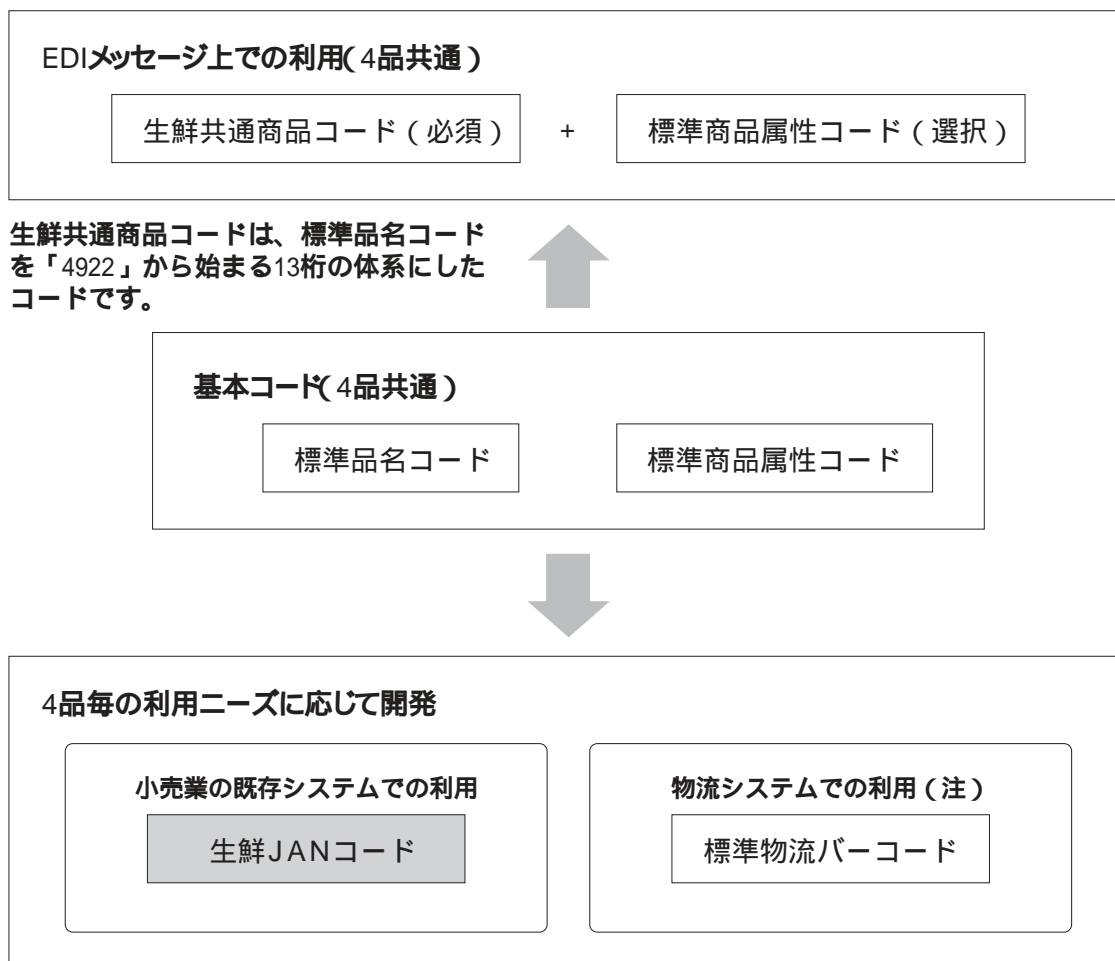 EDIメッセージ上での利用(4品共通)
生鮮共通商品コード(必須) + 標準商品属性コード(選択)
生鮮共通商品コードは、標準品名コード
を「4922」から始まる13桁の体系にした
コードです。
基本コード(4品共通)
標準品名コード 標準商品属性コード
4品毎の利用ニーズに応じて開発
小売業の既存システムでの利用 物流システムでの利用(注)
生鮮JANコード 標準物流バーコード